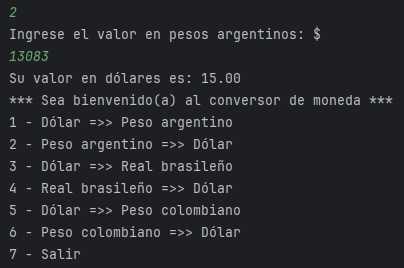 2
Ingrese el valor en pesos argentinos: $
13083
Su valor en dólares es: 15.00
*** Sea bienvenido(a) al conversor de moneda ***
1 - Dólar =>> Peso argentino
2 - Peso argentino =>> Dólar
3 - Dólar =>> Real brasileño
4 - Real brasileño =>> Dólar
5 - Dólar =>> Peso colombiano
6 - Peso colombiano =>> Dólar
7 - Salir